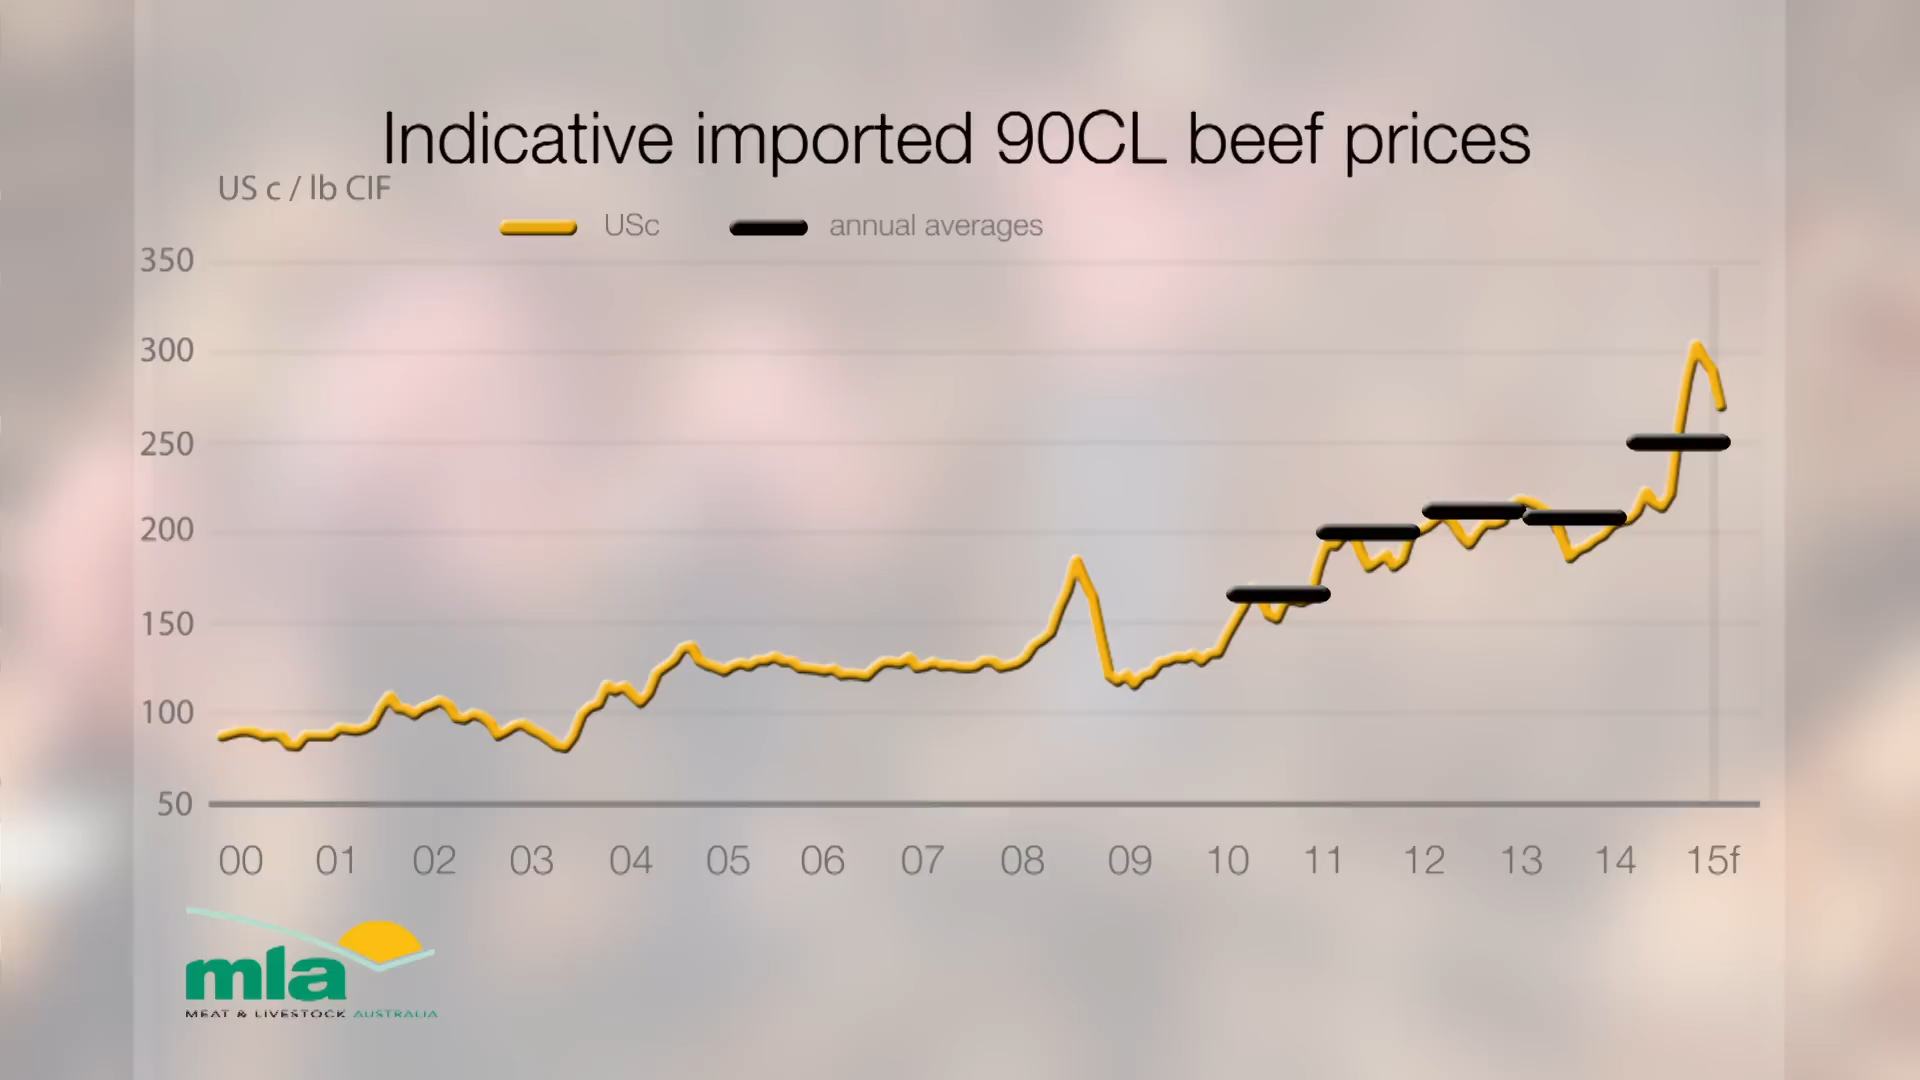 Indicative imported 90CL beef prices
US c / lb CIF
USc annual averages
350
300
250
200
150
100
50
00 01 02 03 04 05 06 07 08 09 10 11 12 13 14 15f
mla
MEAT & LIVESTOCK AUSTRALIA